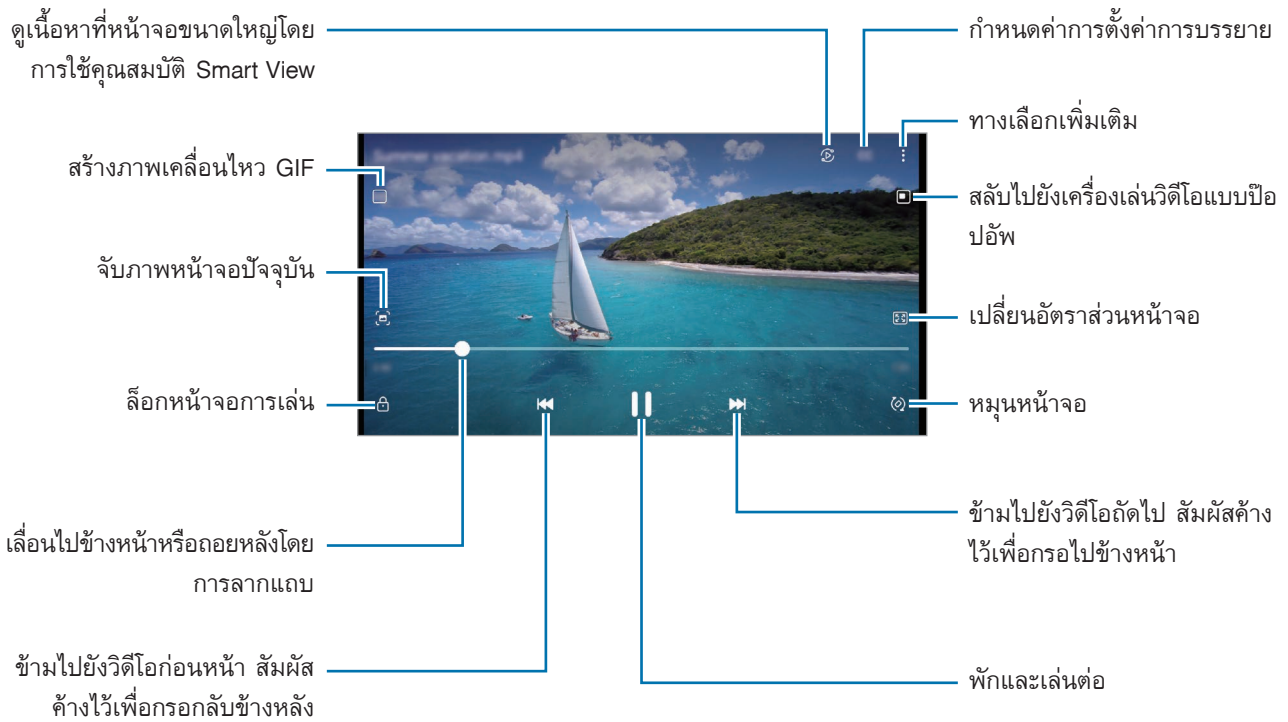 ดูเนื้อหาที่หน้าจอขนาดใหญ่โดย
การใช้คุณสมบัติ Smart View
สร้างภาพเคลื่อนไหว GIF
จับภาพหน้าจอปัจจุบัน
ล็อกหน้าจอการเล่น
เลื่อนไปข้างหน้าหรือถอยหลังโดย
การลากแถบ
ข้ามไปยังวิดีโอก่อนหน้า สัมผัส
ค้างไว้เพื่อกรอกลับข้างหลัง
กำหนดค่าการตั้งค่าการบรรยาย
ทางเลือกเพิ่มเติม
สลับไปยังเครื่องเล่นวิดีโอแบบป๊อ
ปอัพ
เปลี่ยนอัตราส่วนหน้าจอ
หมุนหน้าจอ
ข้ามไปยังวิดีโอถัดไป สัมผัสค้าง
ไว้เพื่อกรอไปข้างหน้า
พักและเล่นต่อ